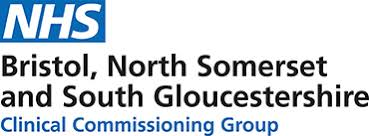 NHS
Bristol, North Somerset
and South Gloucestershire
Clinical Commissioning Group